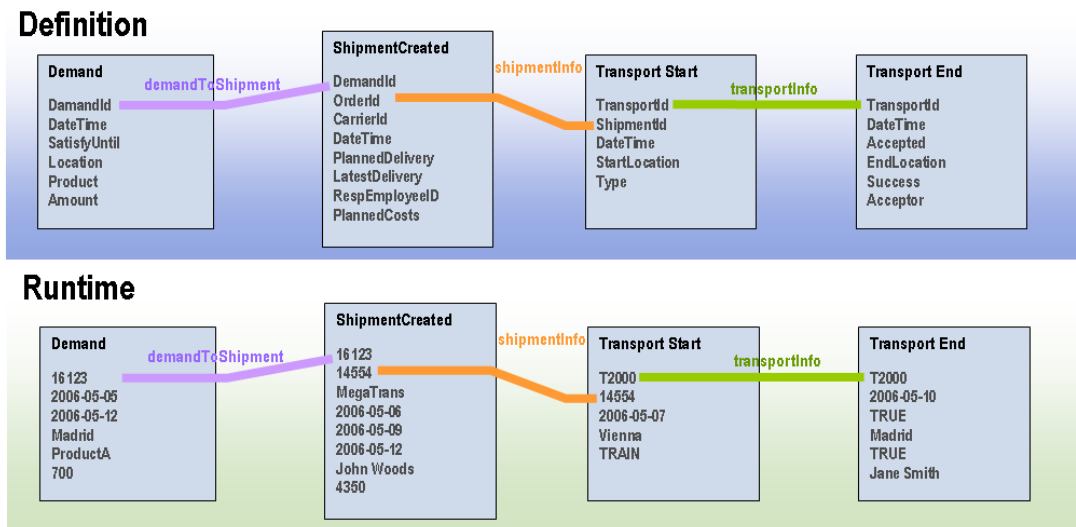 Definition
Demand
DamandId
DateTime
SatisfyUntil
Location
Product
Amount
demandToShipment
ShipmentCreated
DemandId
OrderId
CarrierId
DateTime
PlannedDelivery
LatestDelivery
RespEmployeeID
PlannedCosts
shipmentInfo
Transport Start
TransportId
ShipmentId
DateTime
StartLocation
Type
transportInfo
Transport End
TransportId
DateTime
Accepted
EndLocation
Success
Acceptor
Runtime
Demand
16123
2006-05-05
2006-05-12
Madrid
ProductA
700
demandToShipment
ShipmentCreated
16123
14554
MegaTrans
2006-05-06
2006-05-09
2006-05-12
John Woods
4350
shipmentInfo
Transport Start
T2000
14554
2006-05-07
Vienna
TRAIN
transportInfo
Transport End
T2000
2006-05-10
TRUE
Madrid
TRUE
Jane Smith